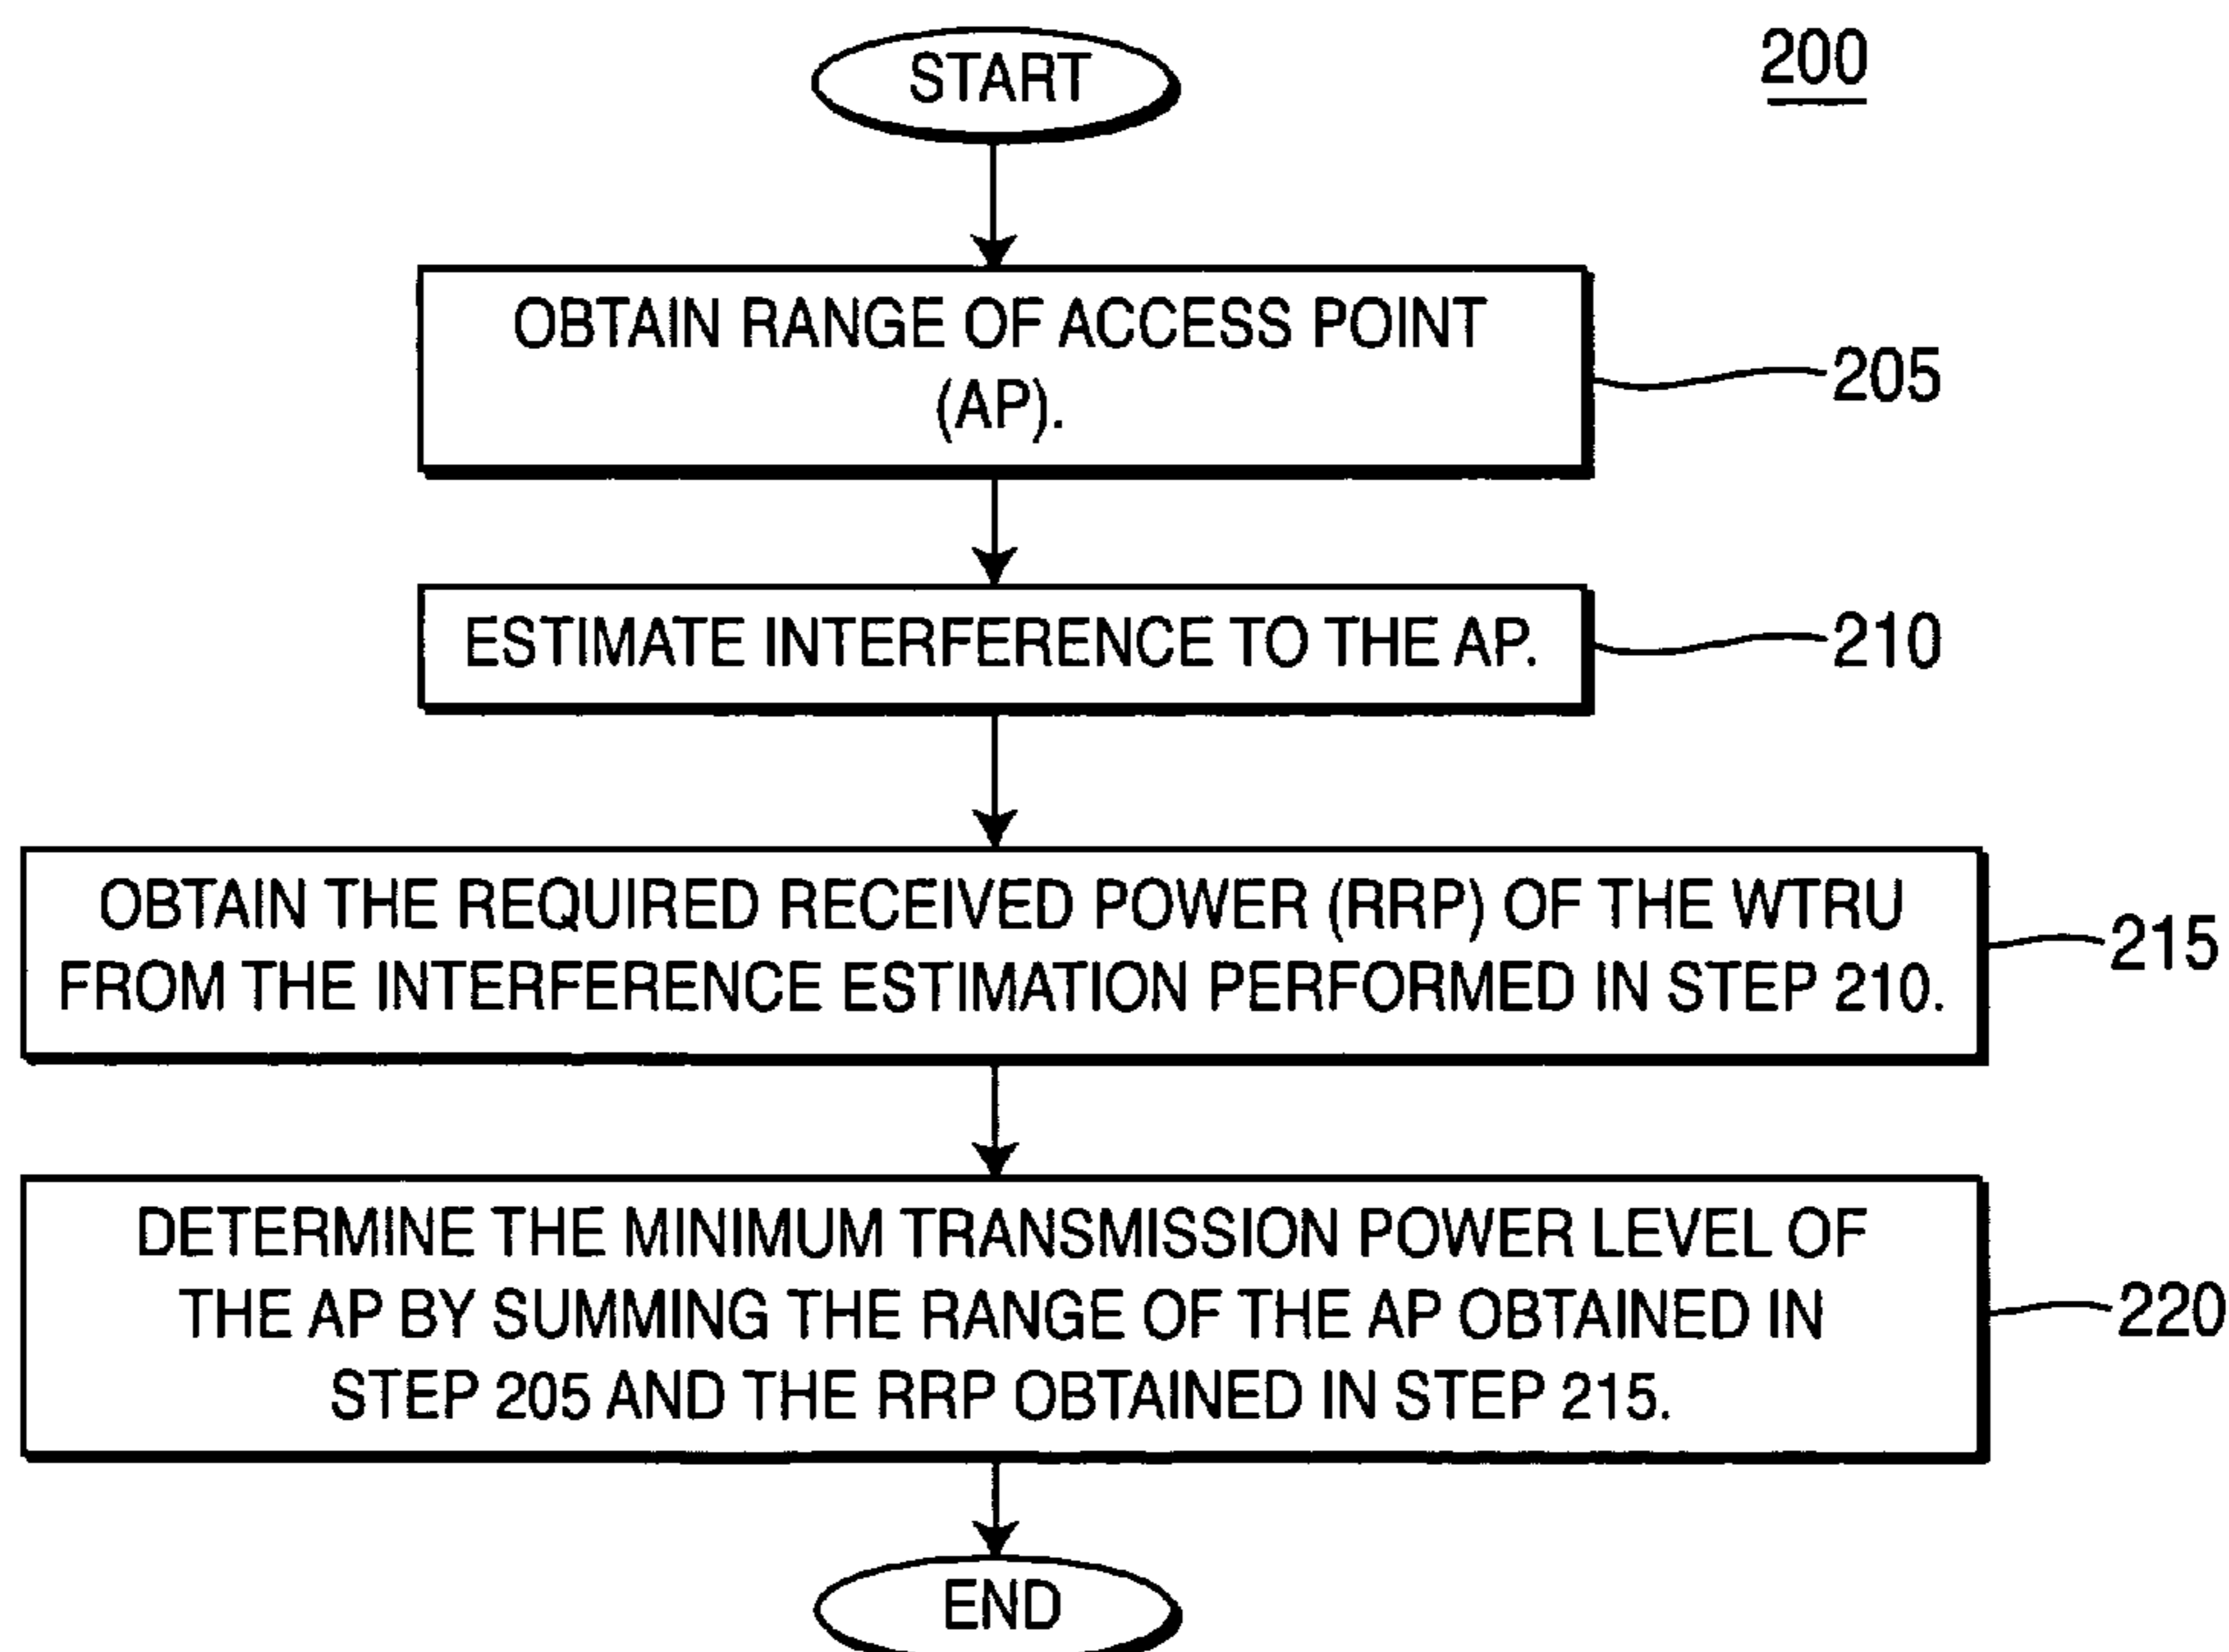 START
200
OBTAIN RANGE OF ACCESS POINT
(AP).
205
ESTIMATE INTERFERENCE TO THE AP.
210
OBTAIN THE REQUIRED RECEIVED POWER (RRP) OF THE WTRU
FROM THE INTERFERENCE ESTIMATION PERFORMED IN STEP 210.
215
DETERMINE THE MINIMUM TRANSMISSION POWER LEVEL OF
THE AP BY SUMMING THE RANGE OF THE AP OBTAINED IN
STEP 205 AND THE RRP OBTAINED IN STEP 215.
220
END